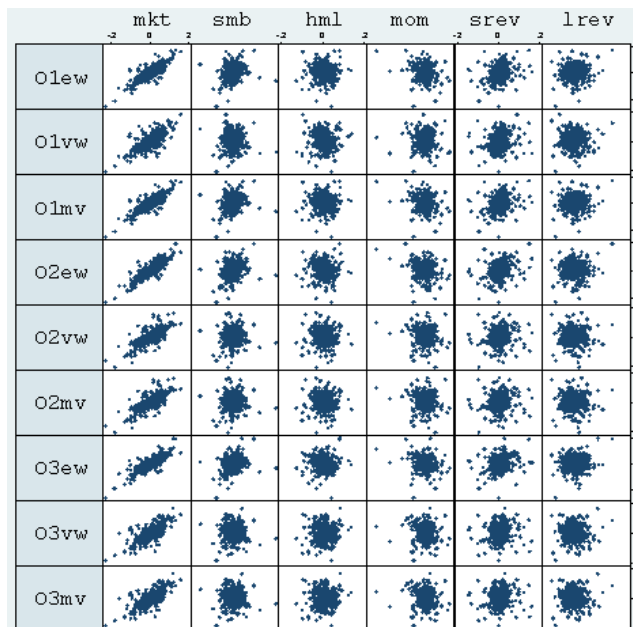 mkt smb hml mom srev lrev
-2 0 2 -2 0 2 -2 0 2
O1ew
O1vw
O1mv
O2ew
O2vw
O2mv
O3ew
O3vw
O3mv